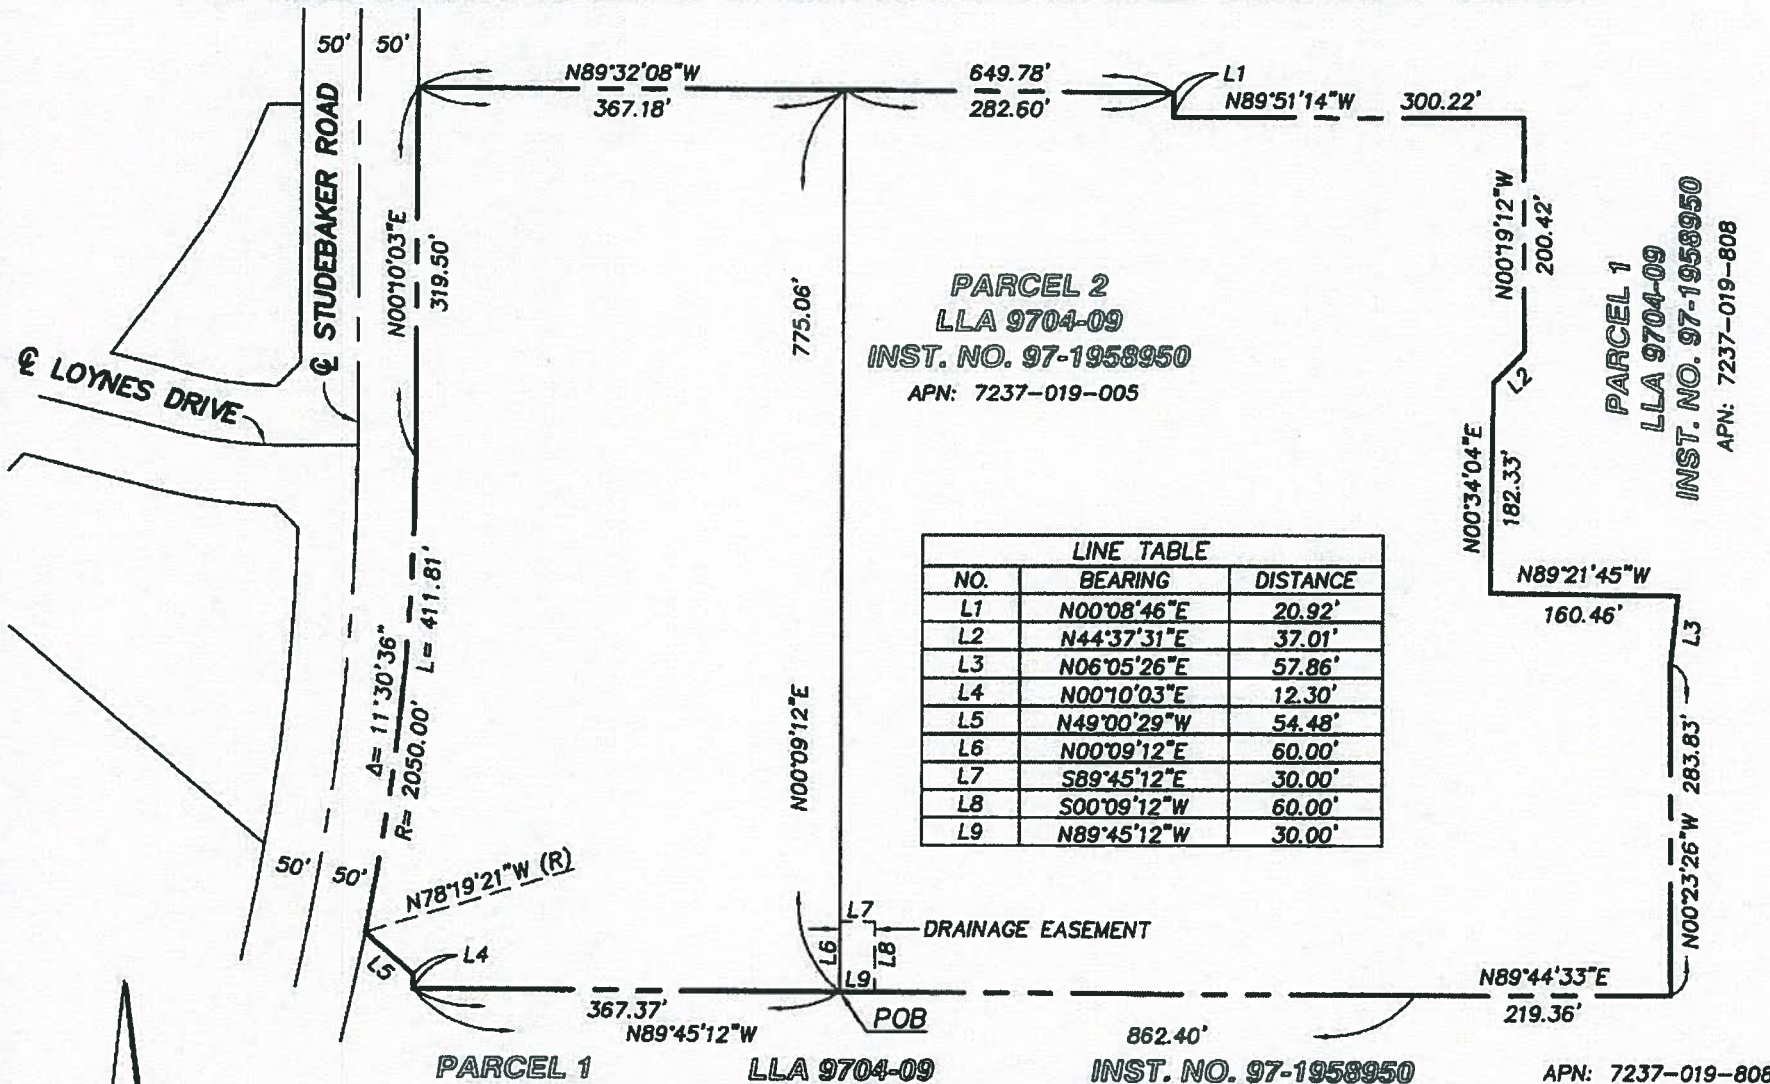 50' 50'
N89°32'08"W
367.18'
649.78'
282.60'
L1
N89°51'14"W 300.22'
℄ STUDEBAKER ROAD
N00°10'03"E
319.50'
℄ LOYNES DRIVE
775.06'
N00°09'12"E
PARCEL 2
LLA 9704-09
INST. NO. 97-1958950
APN: 7237-019-005
N00°19'12"W
200.42'
L2
PARCEL 1
LLA 9704-09
INST. NO. 97-1958950
APN: 7237-019-808
N00°34'04"E
182.33'
N89°21'45"W
160.46'
L3
LINE TABLE
NO. BEARING DISTANCE
L1 N00°08'46"E 20.92'
L2 N44°37'31"E 37.01'
L3 N06°05'26"E 57.86'
L4 N00°10'03"E 12.30'
L5 N49°00'29"W 54.48'
L6 N00°09'12"E 60.00'
L7 S89°45'12"E 30.00'
L8 S00°09'12"W 60.00'
L9 N89°45'12"W 30.00'
Δ= 11°30'36"
R= 2050.00' L= 411.81'
50' 50'
N78°19'21"W (R)
N00°23'26"W 283.83'
L7
DRAINAGE EASEMENT
L6
L8
L9
L4
L5
367.37'
N89°45'12"W
POB
862.40'
N89°44'33"E
219.36'
PARCEL 1 LLA 9704-09 INST. NO. 97-1958950 APN: 7237-019-808